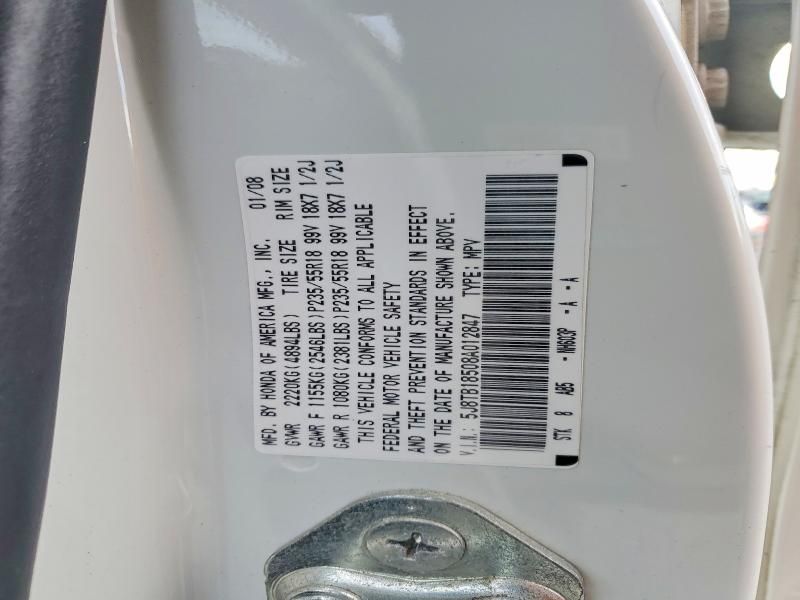 MFD. BY HONDA OF AMERICA MFG., INC. 01/08
GVWR 2220KG(4894LBS) TIRE SIZE RIM SIZE
GAWR F 1155KG(2546LBS)P235/55R18 99V 18X7 1/2J
GAWR R 1080KG(2381LBS)P235/55R18 99V 18X7 1/2J
THIS VEHICLE CONFORMS TO ALL APPLICABLE
FEDERAL MOTOR VEHICLE SAFETY
AND THEFT PREVENTION STANDARDS IN EFFECT
ON THE DATE OF MANUFACTURE SHOWN ABOVE.
V.I.N.: 5J8TB18508A012847 TYPE: MPV
STK 8 AB5 *NH603P *A *A